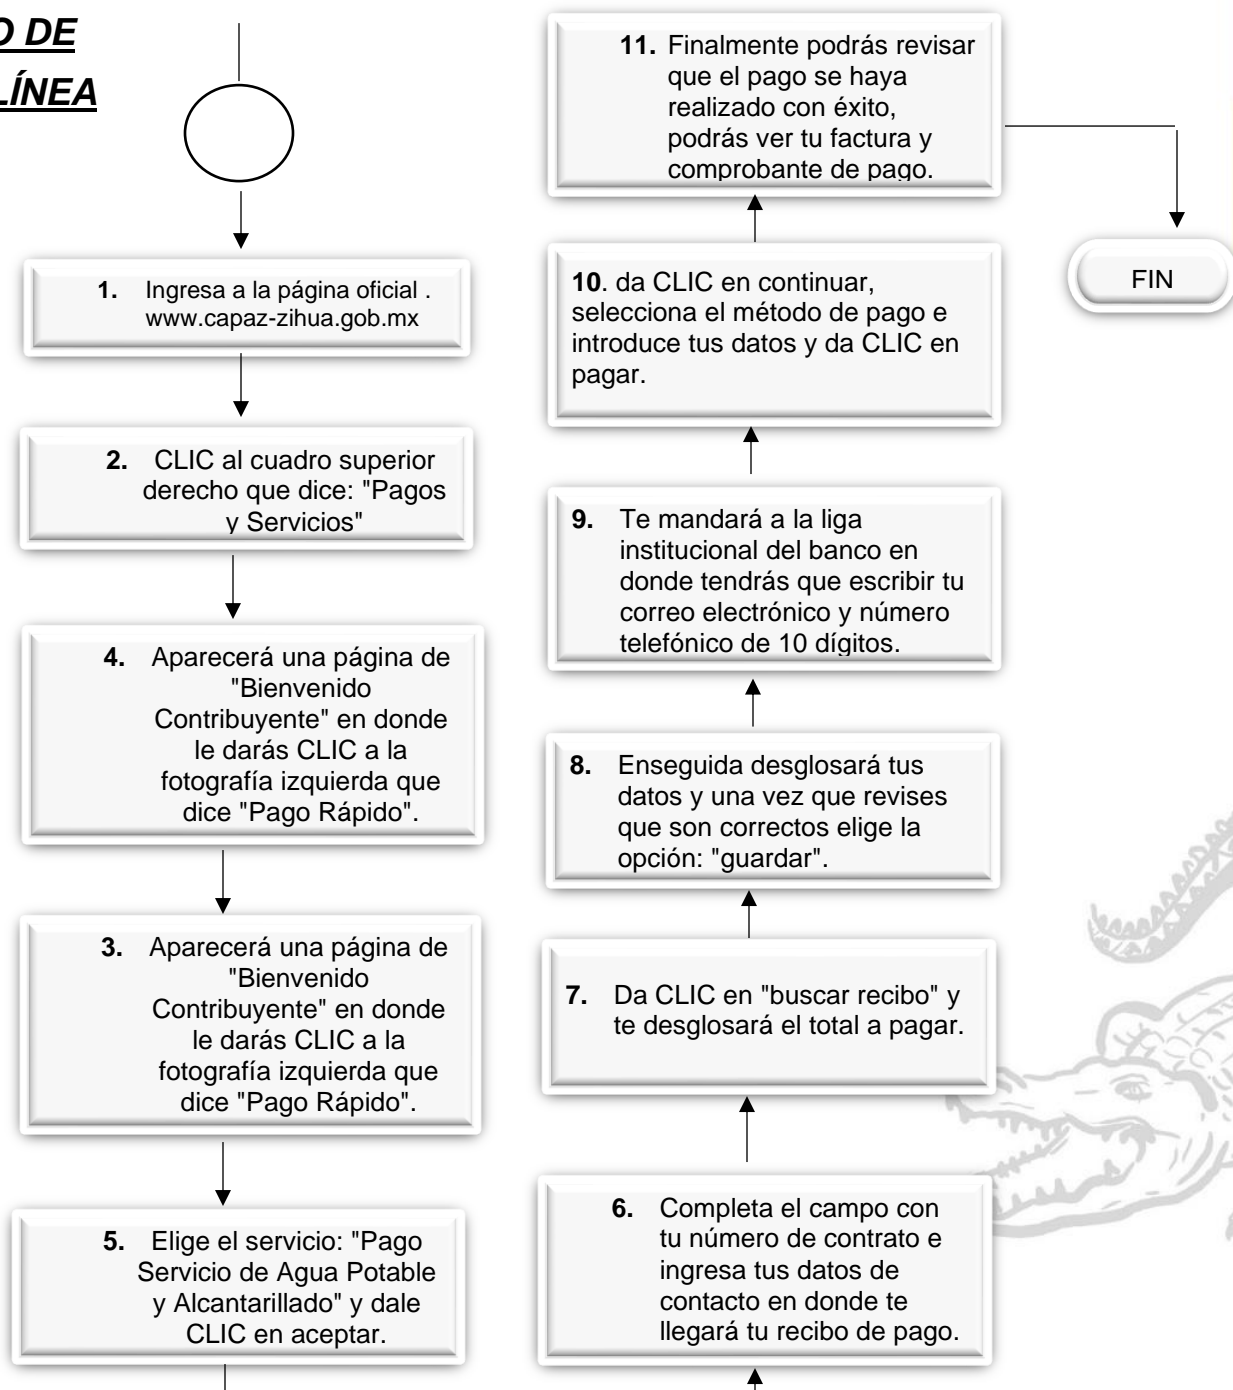 O DE
LÍNEA
1. Ingresa a la página oficial .
www.capaz-zihua.gob.mx
2. CLIC al cuadro superior
derecho que dice: "Pagos
y Servicios"
4. Aparecerá una página de
"Bienvenido
Contribuyente" en donde
le darás CLIC a la
fotografía izquierda que
dice "Pago Rápido".
3. Aparecerá una página de
"Bienvenido
Contribuyente" en donde
le darás CLIC a la
fotografía izquierda que
dice "Pago Rápido".
5. Elige el servicio: "Pago
Servicio de Agua Potable
y Alcantarillado" y dale
CLIC en aceptar.
6. Completa el campo con
tu número de contrato e
ingresa tus datos de
contacto en donde te
llegará tu recibo de pago.
7. Da CLIC en "buscar recibo" y
te desglosará el total a pagar.
8. Enseguida desglosará tus
datos y una vez que revises
que son correctos elige la
opción: "guardar".
9. Te mandará a la liga
institucional del banco en
donde tendrás que escribir tu
correo electrónico y número
telefónico de 10 dígitos.
10. da CLIC en continuar,
selecciona el método de pago e
introduce tus datos y da CLIC en
pagar.
11. Finalmente podrás revisar
que el pago se haya
realizado con éxito,
podrás ver tu factura y
comprobante de pago.
FIN